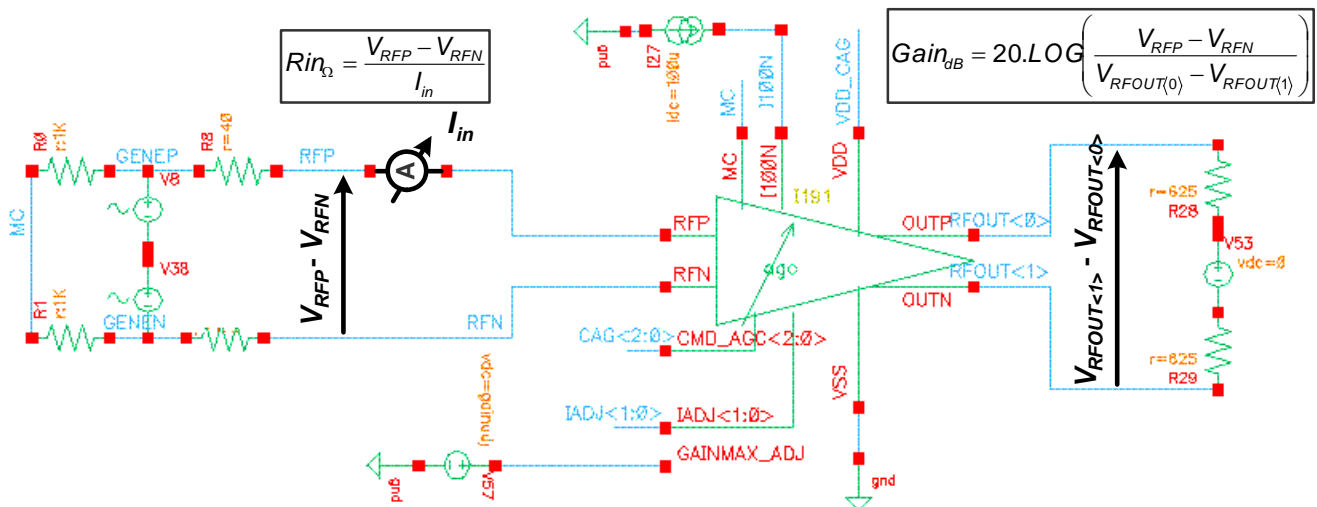 Rin_Ω = (V_RFP − V_RFN) / I_in
Gain_dB = 20.LOG ( (V_RFP − V_RFN) / (V_RFOUT⟨0⟩ − V_RFOUT⟨1⟩) )
I_in
A
V_RFP - V_RFN
V_RFOUT<1> - V_RFOUT<0>
gnd
I27
Idc=100u
MC
I100N
VDD_CAG
MC
I100N
VDD
I191
R0
r:1K
GENEP
R8
r=40
RFP
V8
MC
V38
R1
r:1K
GENEN
RFN
RFP
RFN
agc
OUTP
RFOUT<0>
RFOUT<1>
OUTN
r=625
R28
V53
vdc=0
r=625
R29
CAG<2:0>
CMD_AGC<2:0>
IADJ<1:0>
IADJ<1:0>
VSS
GAINMAX_ADJ
gnd
V57
gnd